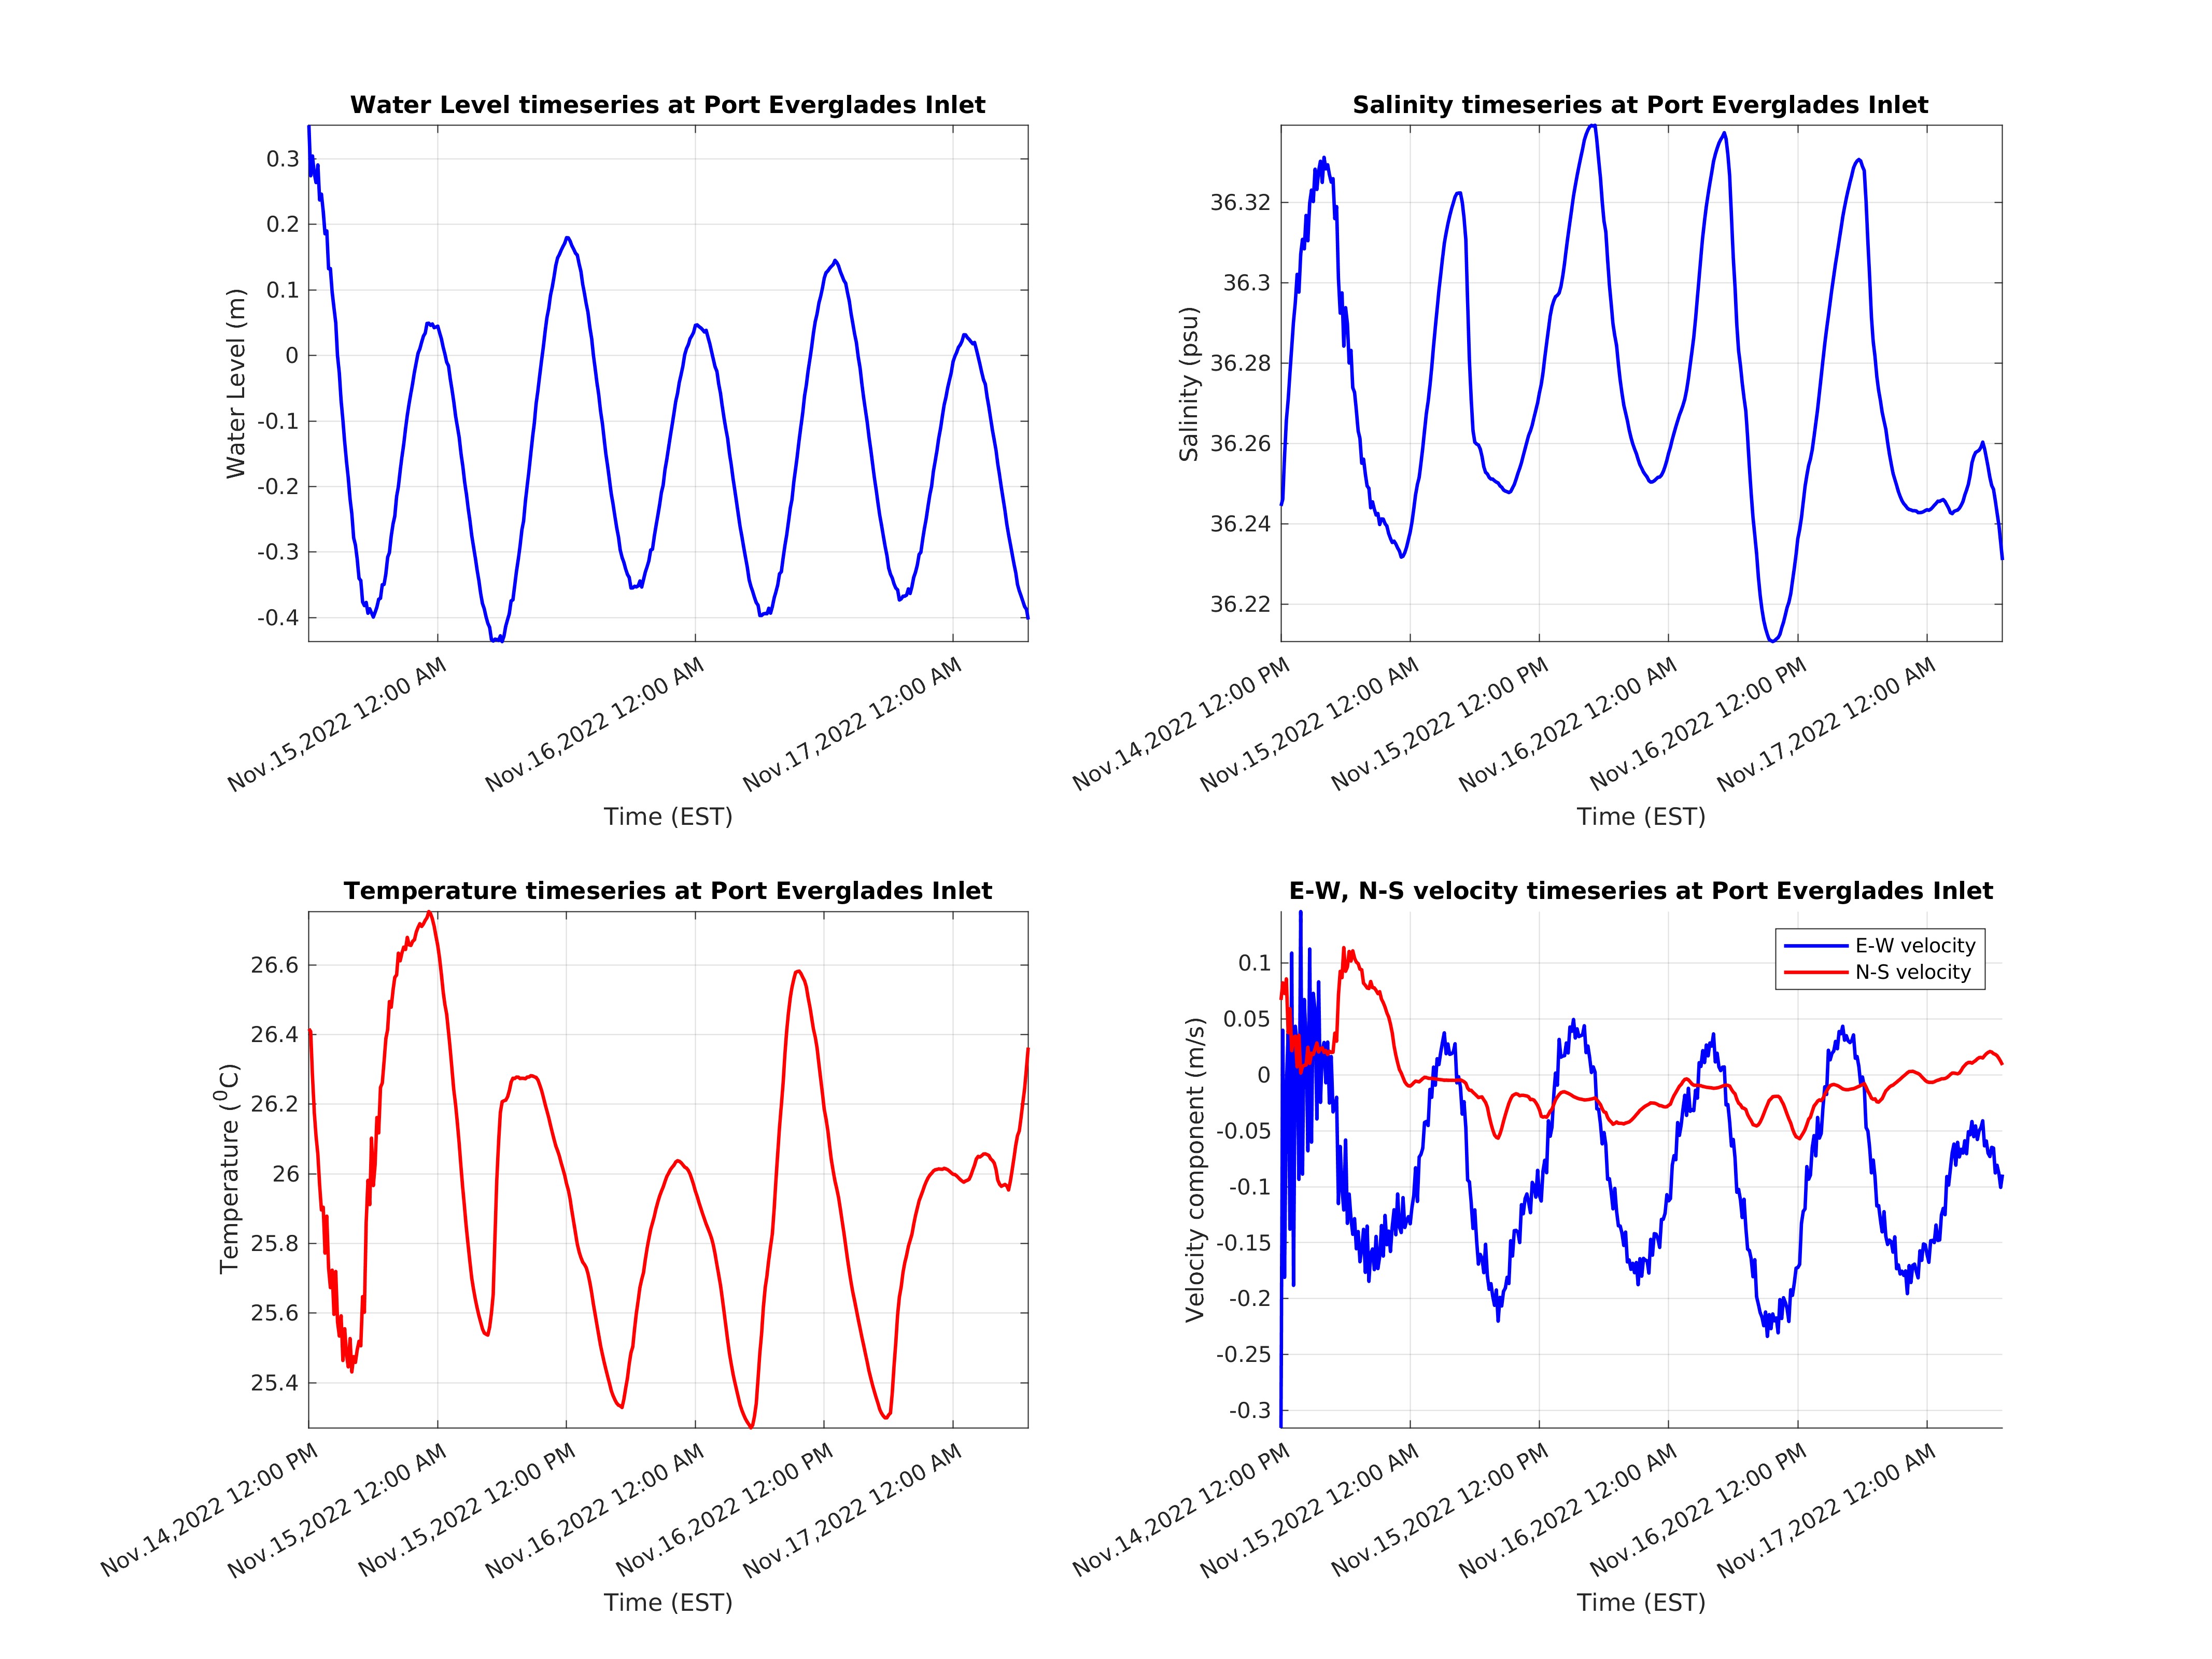 Water Level timeseries at Port Everglades Inlet
0.3
0.2
0.1
0
-0.1
-0.2
-0.3
-0.4
Water Level (m)
Nov.15,2022 12:00 AM
Nov.16,2022 12:00 AM
Nov.17,2022 12:00 AM
Time (EST)
Salinity timeseries at Port Everglades Inlet
36.32
36.3
36.28
36.26
36.24
36.22
Salinity (psu)
Nov.14,2022 12:00 PM
Nov.15,2022 12:00 AM
Nov.15,2022 12:00 PM
Nov.16,2022 12:00 AM
Nov.16,2022 12:00 PM
Nov.17,2022 12:00 AM
Time (EST)
Temperature timeseries at Port Everglades Inlet
26.6
26.4
26.2
26
25.8
25.6
25.4
Temperature (⁰C)
Nov.14,2022 12:00 PM
Nov.15,2022 12:00 AM
Nov.15,2022 12:00 PM
Nov.16,2022 12:00 AM
Nov.16,2022 12:00 PM
Nov.17,2022 12:00 AM
Time (EST)
E-W, N-S velocity timeseries at Port Everglades Inlet
E-W velocity
N-S velocity
0.1
0.05
0
-0.05
-0.1
-0.15
-0.2
-0.25
-0.3
Velocity component (m/s)
Nov.14,2022 12:00 PM
Nov.15,2022 12:00 AM
Nov.15,2022 12:00 PM
Nov.16,2022 12:00 AM
Nov.16,2022 12:00 PM
Nov.17,2022 12:00 AM
Time (EST)